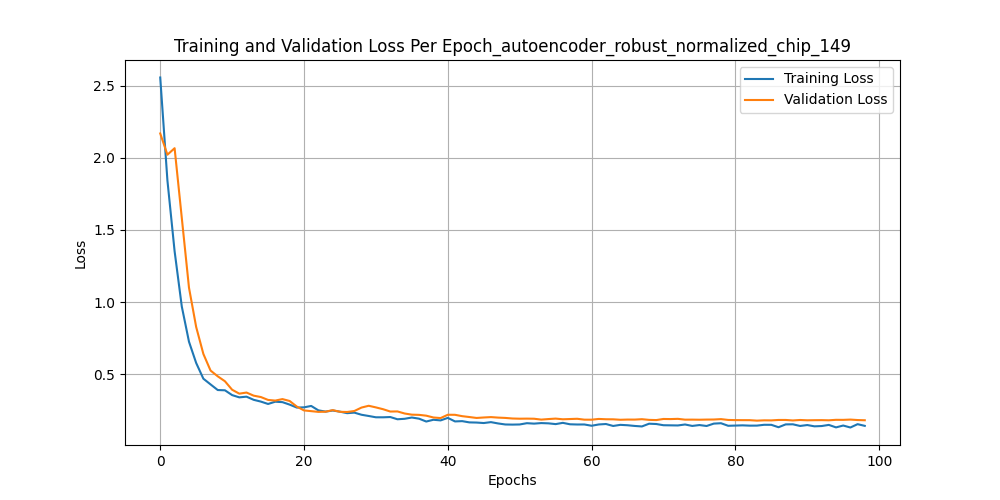 Training and Validation Loss Per Epoch_autoencoder_robust_normalized_chip_149
Training Loss
Validation Loss
2.5
2.0
1.5
1.0
0.5
Loss
0 20 40 60 80 100
Epochs